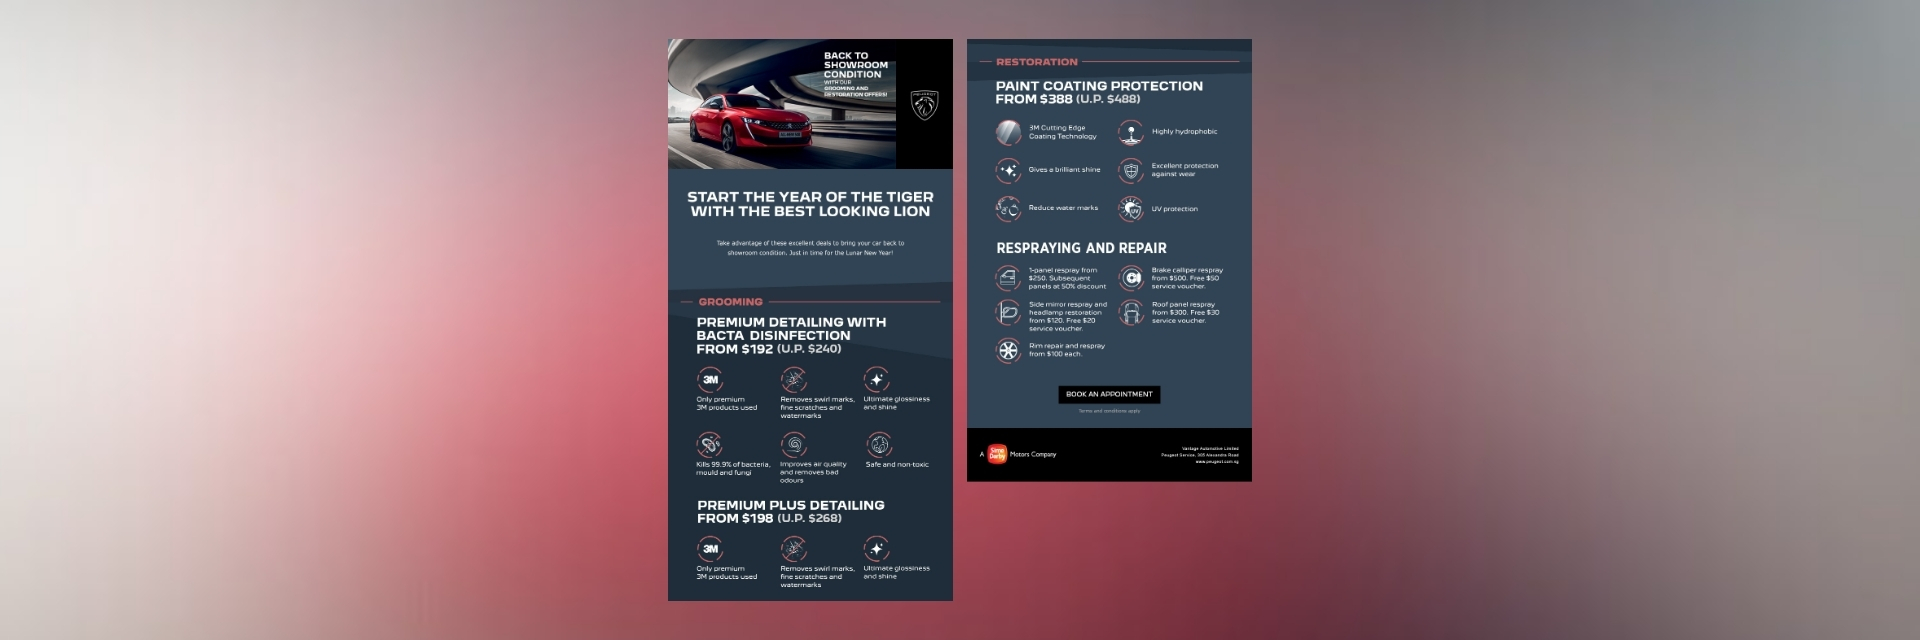 BACK TO
SHOWROOM
CONDITION
WITH OUR
GROOMING AND
RESTORATION OFFERS!
PEUGEOT
START THE YEAR OF THE TIGER
WITH THE BEST LOOKING LION
Take advantage of these excellent deals to bring your car back to
showroom condition. Just in time for the Lunar New Year!
GROOMING
PREMIUM DETAILING WITH
BACTA DISINFECTION
FROM $192 (U.P. $240)
3M
Only premium
3M products used
Removes swirl marks,
fine scratches and
watermarks
Ultimate glossiness
and shine
Kills 99.9% of bacteria,
mould and fungi
Improves air quality
and removes bad
odours
Safe and non-toxic
PREMIUM PLUS DETAILING
FROM $198 (U.P. $268)
3M
Only premium
3M products used
Removes swirl marks,
fine scratches and
watermarks
Ultimate glossiness
and shine
RESTORATION
PAINT COATING PROTECTION
FROM $388 (U.P. $488)
3M Cutting Edge
Coating Technology
Highly hydrophobic
Gives a brilliant shine
Excellent protection
against wear
Reduce water marks
UV
UV protection
RESPRAYING AND REPAIR
1-panel respray from
$250. Subsequent
panels at 50% discount
Brake calliper respray
from $500. Free $50
service voucher.
Side mirror respray and
headlamp restoration
from $120. Free $20
service voucher.
Roof panel respray
from $300. Free $30
service voucher.
Rim repair and respray
from $100 each.
BOOK AN APPOINTMENT
Terms and conditions apply
A Sime Darby Motors Company
Vantage Automotive Limited
Peugeot Service, 305 Alexandra Road
www.peugeot.com.sg